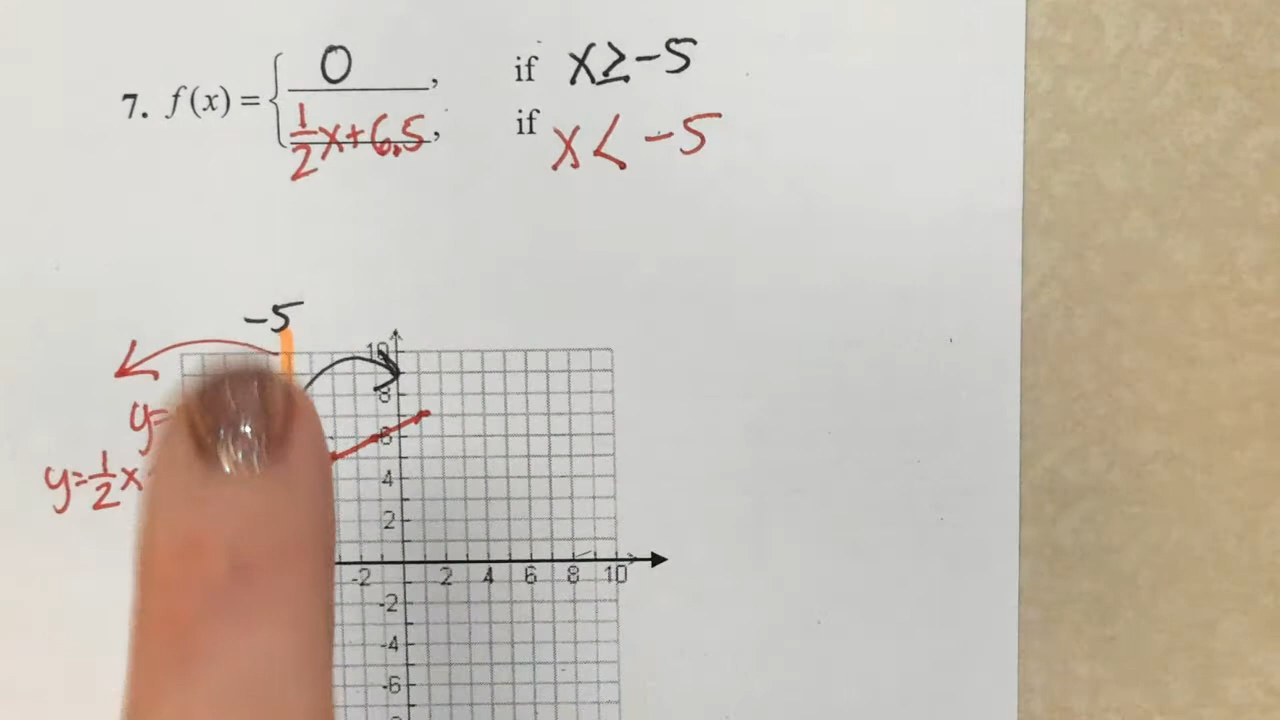 0
7. f(x) = { , if x ≥ -5
1/2x+6.5, if x < -5
-5
10
8
y=
6
y=1/2x
4
2
-2 2 4 6 8 10
-2
-4
-6